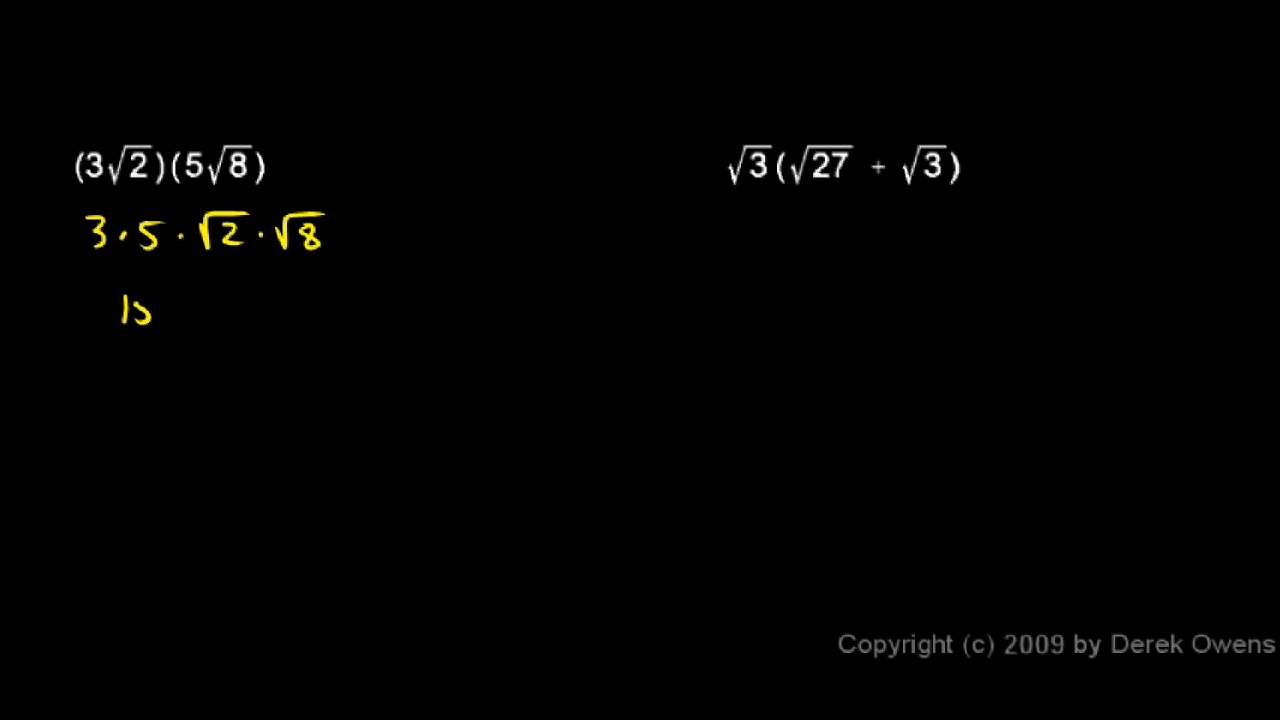 (3√2)(5√8)
3·5·√2·√8
15
√3(√27 + √3)
Copyright (c) 2009 by Derek Owens